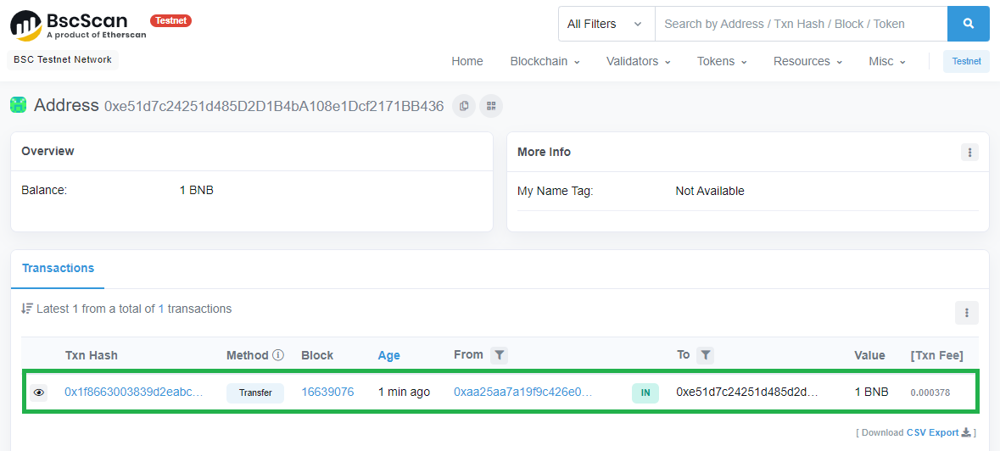 BscScan Testnet
A product of Etherscan
All Filters Search by Address / Txn Hash / Block / Token
BSC Testnet Network
Home Blockchain Validators Tokens Resources Misc Testnet
Address 0xe51d7c24251d485D2D1B4bA108e1Dcf2171BB436
Overview
Balance: 1 BNB
More Info
My Name Tag: Not Available
Transactions
Latest 1 from a total of 1 transactions
Txn Hash Method Block Age From To Value [Txn Fee]
0x1f8663003839d2eabc... Transfer 16639076 1 min ago 0xaa25aa7a19f9c426e0... IN 0xe51d7c24251d485d2d... 1 BNB 0.000378
[ Download CSV Export ]